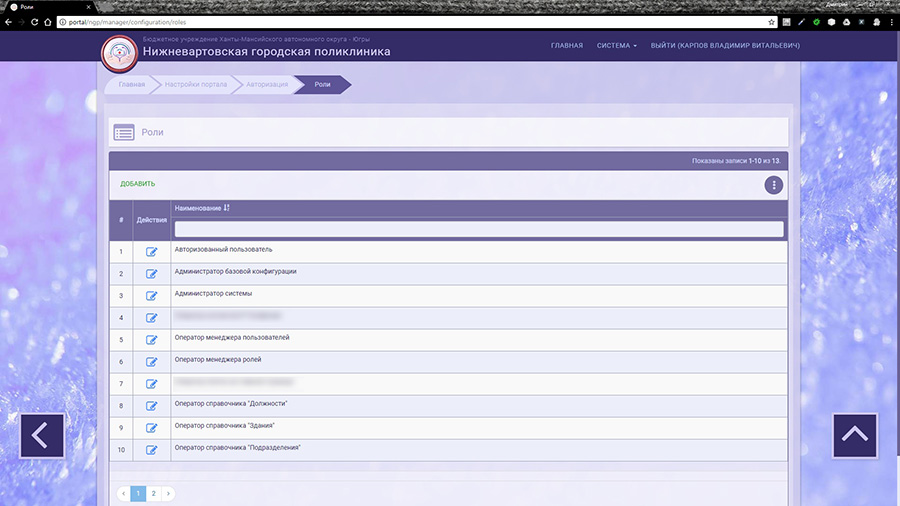 Роли
Дмитрий
portal/ngp/manager/configuration/roles
Бюджетное учреждение Ханты-Мансийского автономного округа - Югры
Нижневартовская городская поликлиника
ГЛАВНАЯ
СИСТЕМА
ВЫЙТИ (КАРПОВ ВЛАДИМИР ВИТАЛЬЕВИЧ)
Главная
Настройки портала
Авторизация
Роли
Роли
Показаны записи 1-10 из 13.
ДОБАВИТЬ
# Действия Наименование
1 Авторизованный пользователь
2 Администратор базовой конфигурации
3 Администратор системы
4
5 Оператор менеджера пользователей
6 Оператор менеджера ролей
7
8 Оператор справочника "Должности"
9 Оператор справочника "Здания"
10 Оператор справочника "Подразделения"
‹ 1 2 ›